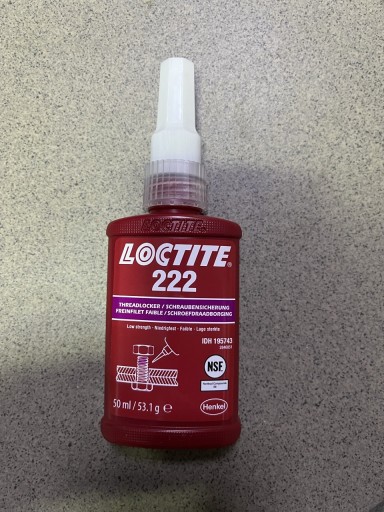 LOCTITE®
222
THREADLOCKER / SCHRAUBENSICHERUNG
FREINFILET FAIBLE / SCHROEFDRAADBORGING
Low strength - Niedrigfest - Faible - Lage sterkte
IDH 195743
NSF
50 ml / 53.1 g ℮
Henkel